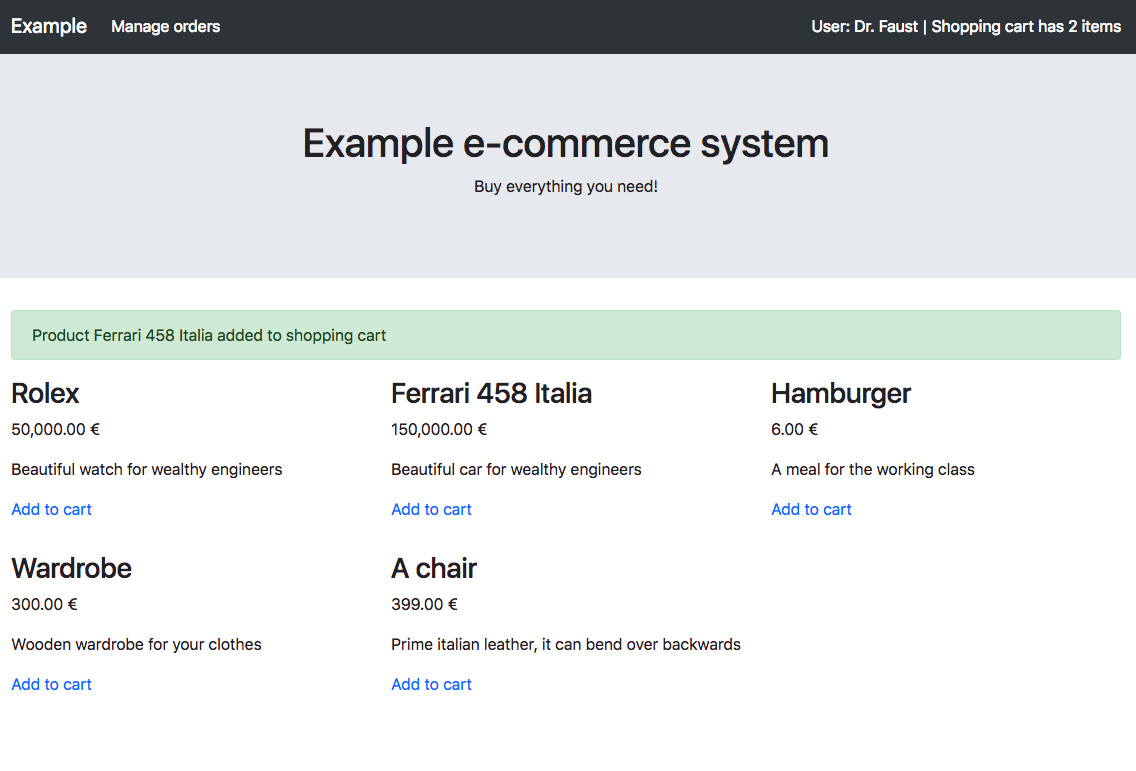 Example Manage orders User: Dr. Faust | Shopping cart has 2 items
Example e-commerce system
Buy everything you need!
Product Ferrari 458 Italia added to shopping cart
Rolex
50,000.00 €
Beautiful watch for wealthy engineers
Add to cart
Ferrari 458 Italia
150,000.00 €
Beautiful car for wealthy engineers
Add to cart
Hamburger
6.00 €
A meal for the working class
Add to cart
Wardrobe
300.00 €
Wooden wardrobe for your clothes
Add to cart
A chair
399.00 €
Prime italian leather, it can bend over backwards
Add to cart